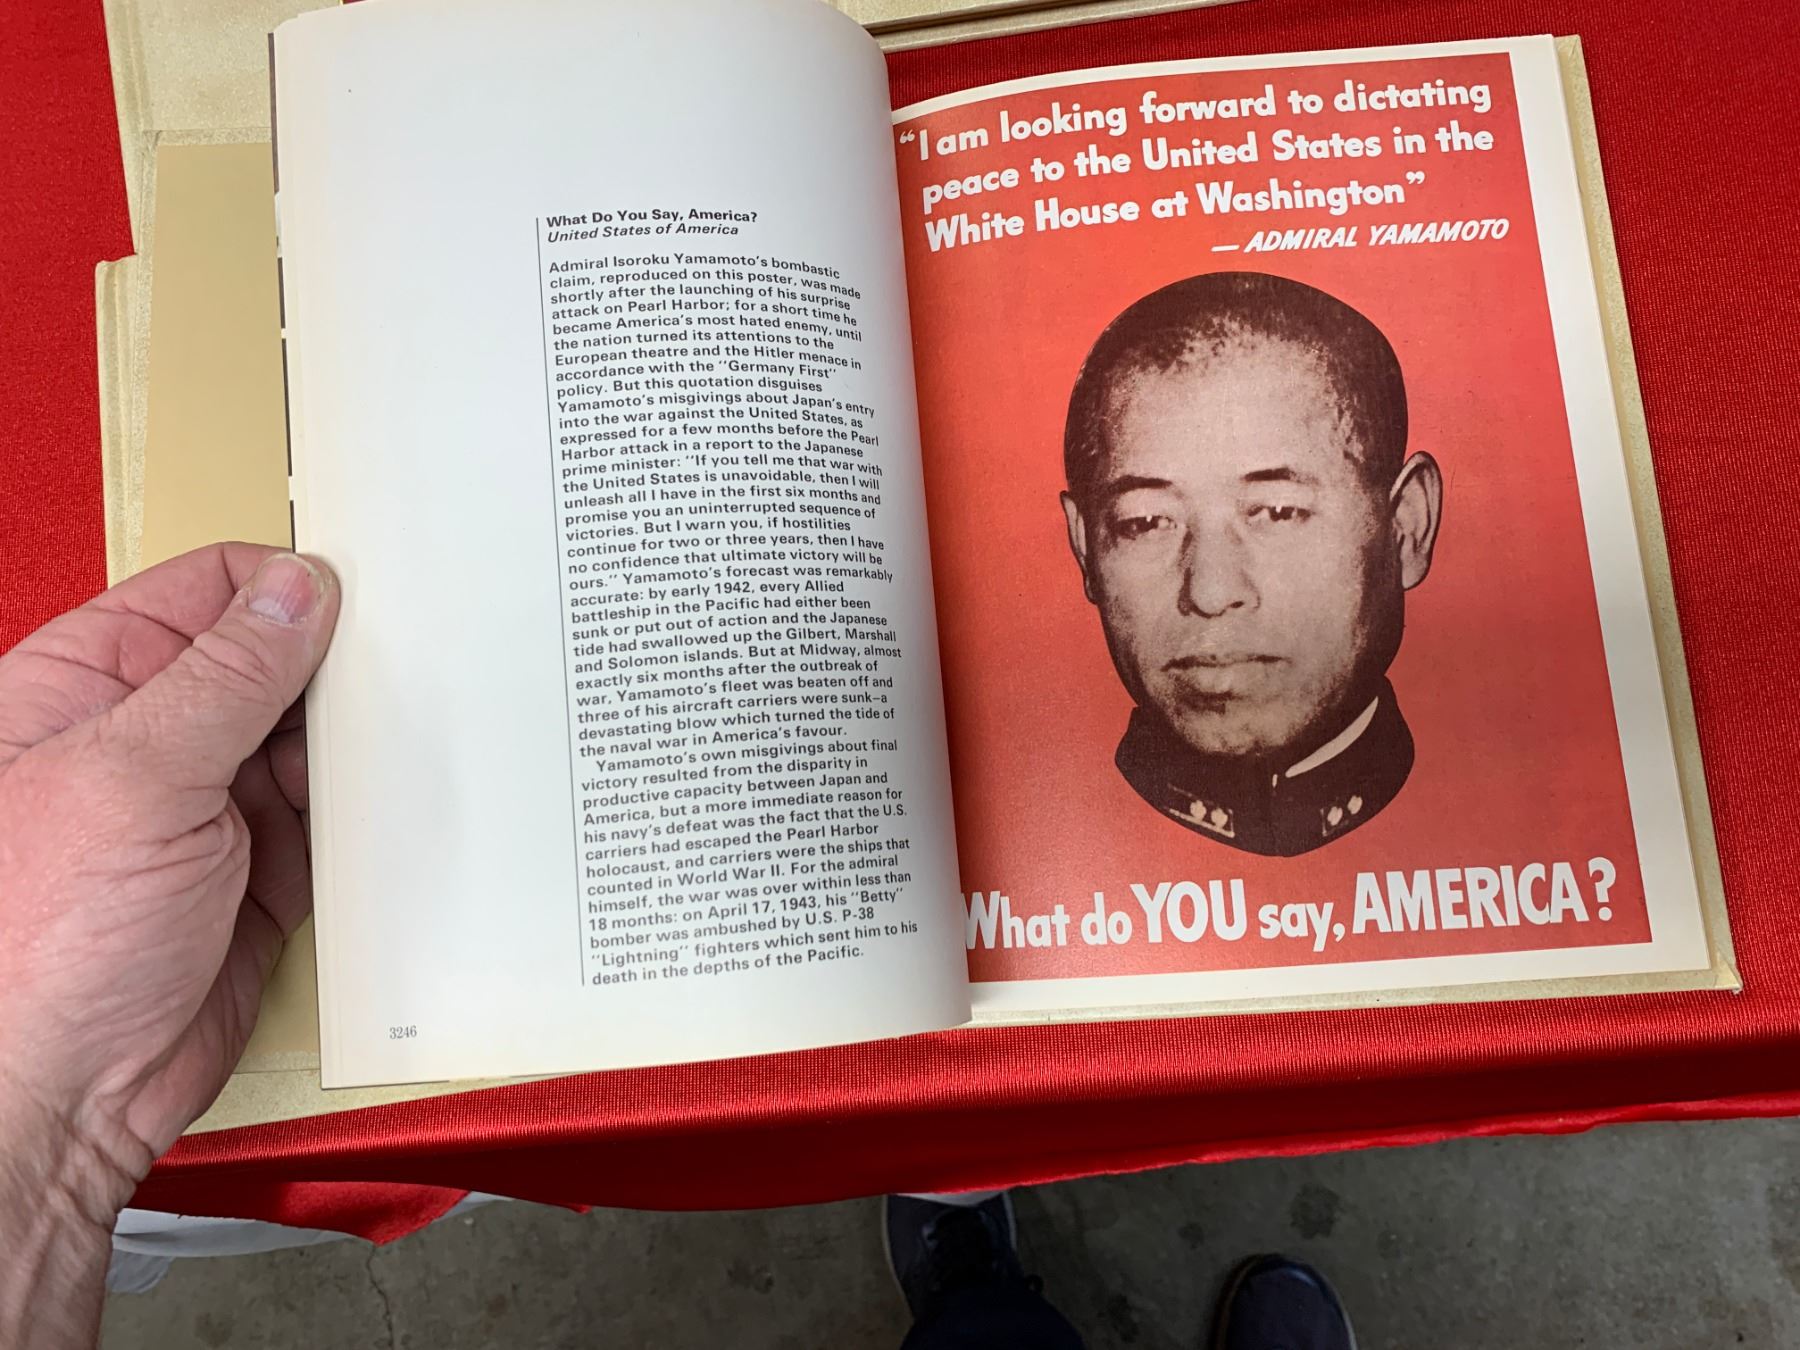 What Do You Say, America?
United States of America
Admiral Isoroku Yamamoto's bombastic
claim, reproduced on this poster, was made
shortly after the launching of his surprise
attack on Pearl Harbor; for a short time he
became America's most hated enemy, until
the nation turned its attentions to the
European theatre and the Hitler menace in
accordance with the "Germany First"
policy. But this quotation disguises
Yamamoto's misgivings about Japan's entry
into the war against the United States, as
expressed for a few months before the Pearl
Harbor attack in a report to the Japanese
prime minister: "If you tell me that war with
the United States is unavoidable, then I will
unleash all I have in the first six months and
promise you an uninterrupted sequence of
victories. But I warn you, if hostilities
continue for two or three years, then I have
no confidence that ultimate victory will be
ours." Yamamoto's forecast was remarkably
accurate: by early 1942, every Allied
battleship in the Pacific had either been
sunk or put out of action and the Japanese
tide had swallowed up the Gilbert, Marshall
and Solomon islands. But at Midway, almost
exactly six months after the outbreak of
war, Yamamoto's fleet was beaten off and
three of his aircraft carriers were sunk—a
devastating blow which turned the tide of
the naval war in America's favour.
Yamamoto's own misgivings about final
victory resulted from the disparity in
productive capacity between Japan and
America, but a more immediate reason for
his navy's defeat was the fact that the U.S.
carriers had escaped the Pearl Harbor
holocaust, and carriers were the ships that
counted in World War II. For the admiral
himself, the war was over within less than
18 months: on April 17, 1943, his "Betty"
bomber was ambushed by U.S. P-38
"Lightning" fighters which sent him to his
death in the depths of the Pacific.
3246
"I am looking forward to dictating
peace to the United States in the
White House at Washington"
— ADMIRAL YAMAMOTO
What do YOU say, AMERICA?